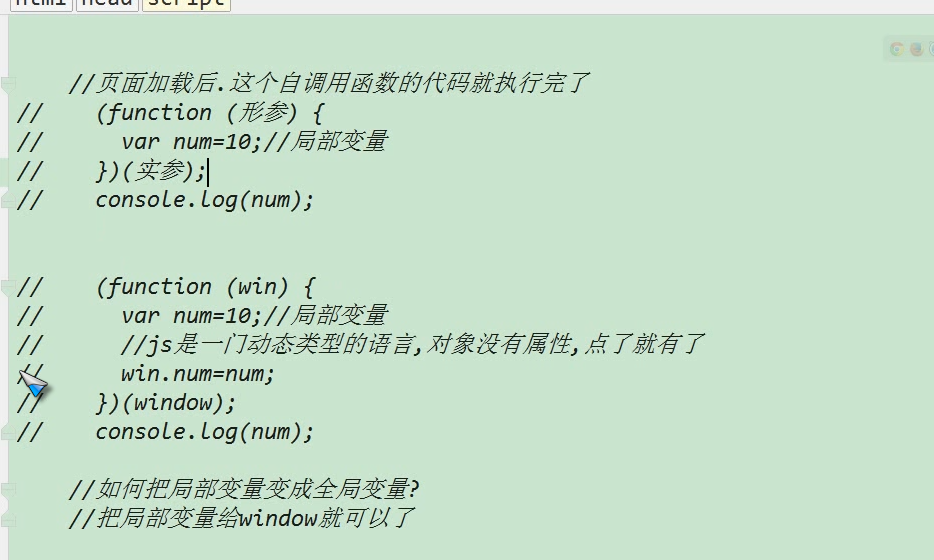 html head script
//页面加载后.这个自调用函数的代码就执行完了
// (function (形参) {
// var num=10;//局部变量
// })(实参);
// console.log(num);
// (function (win) {
// var num=10;//局部变量
// //js是一门动态类型的语言,对象没有属性,点了就有了
// win.num=num;
// })(window);
// console.log(num);
//如何把局部变量变成全局变量?
//把局部变量给window就可以了